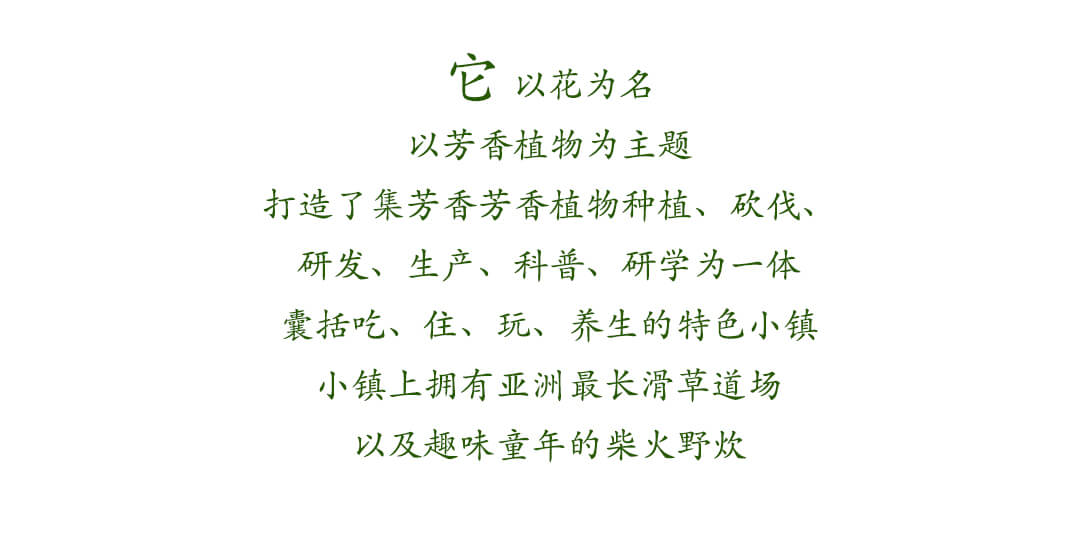 它 以花为名
以芳香植物为主题
打造了集芳香芳香植物种植、砍伐、
研发、生产、科普、研学为一体
囊括吃、住、玩、养生的特色小镇
小镇上拥有亚洲最长滑草道场
以及趣味童年的柴火野炊